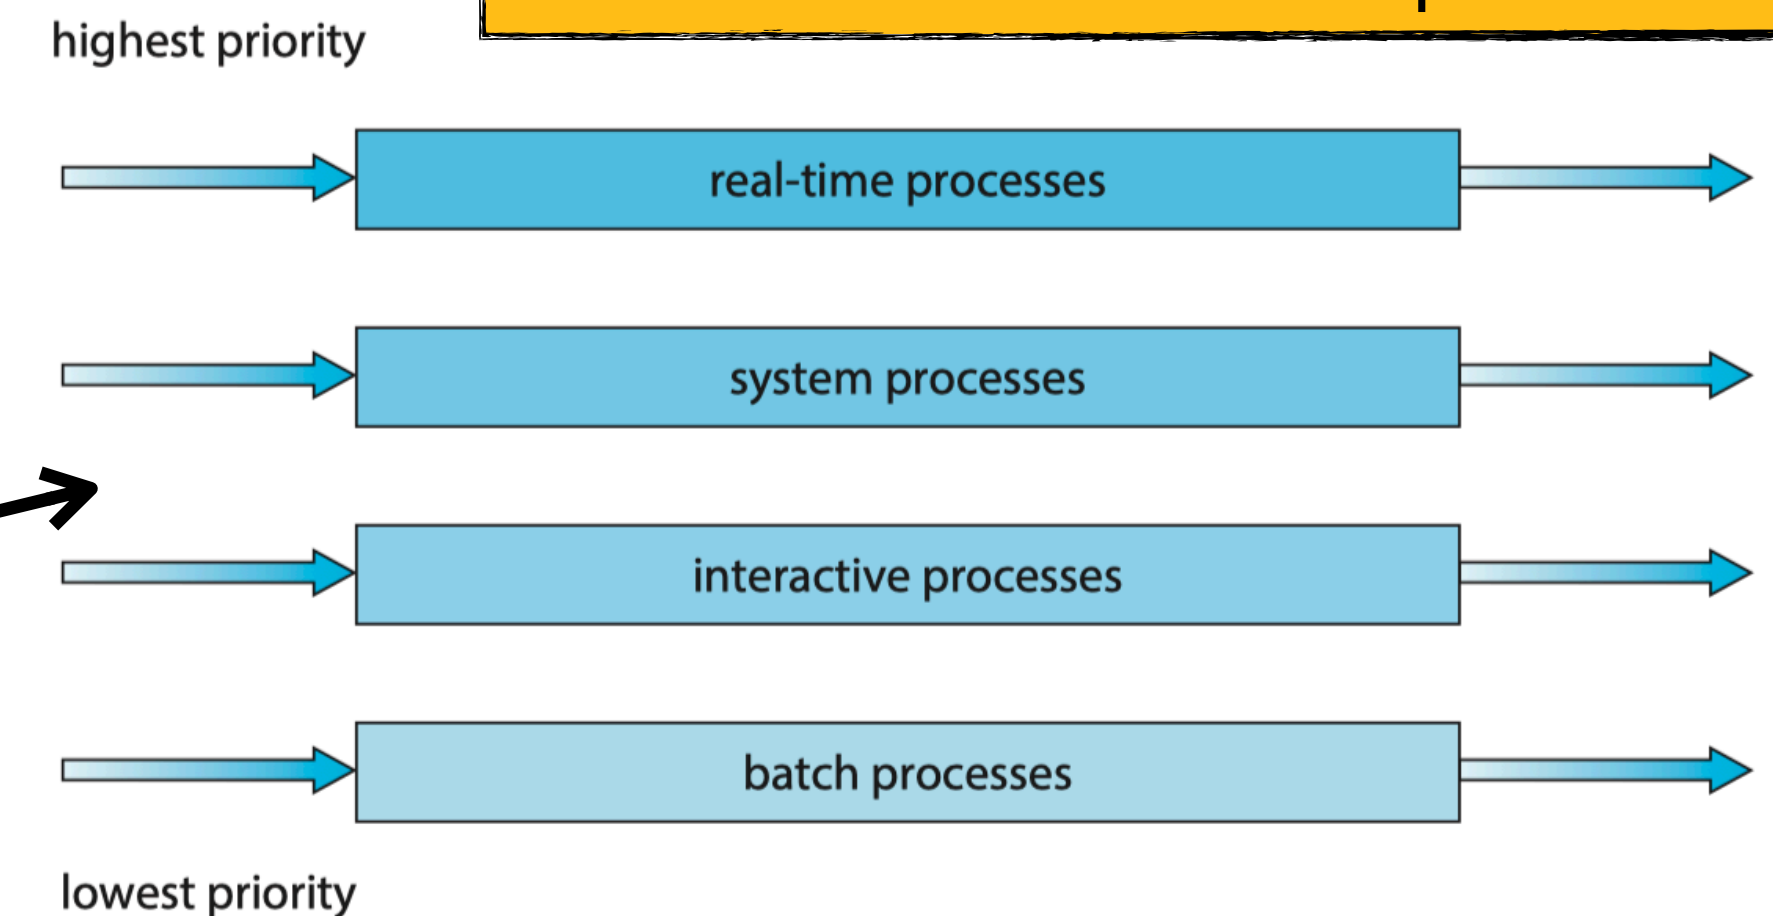 highest priority
real-time processes
system processes
interactive processes
batch processes
lowest priority